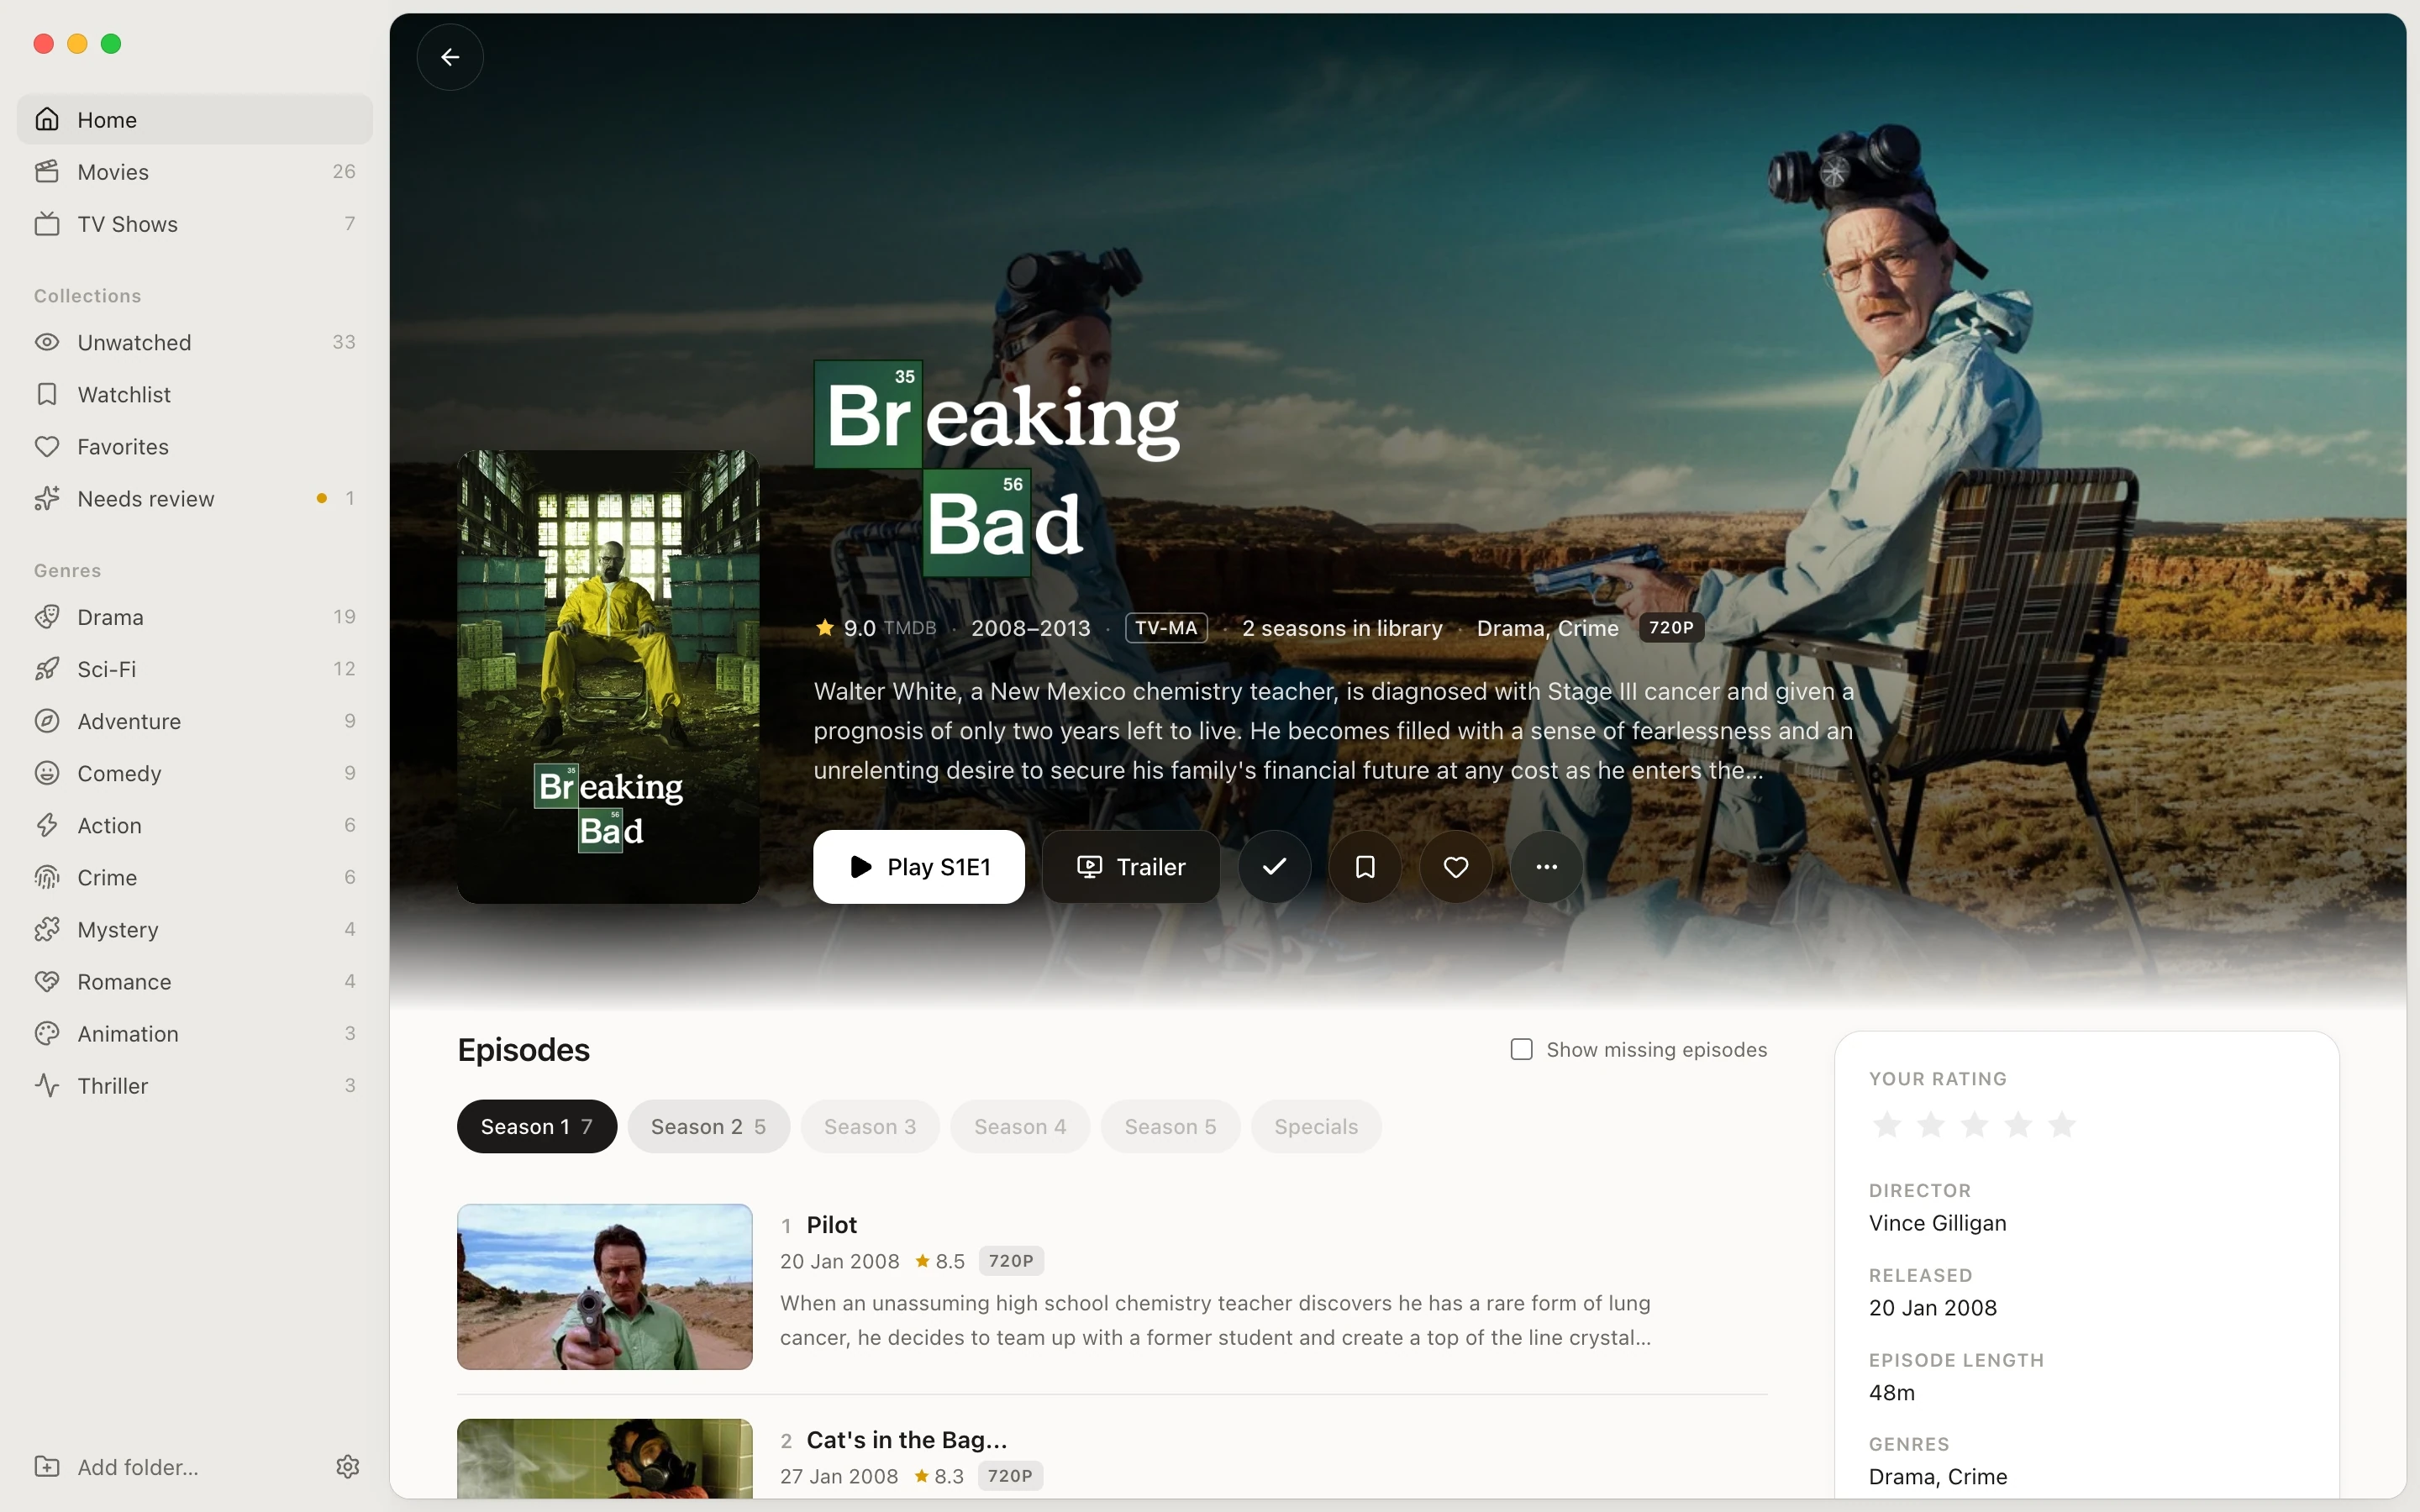 Home
Movies 26
TV Shows 7
Collections
Unwatched 33
Watchlist
Favorites
Needs review 1
Genres
Drama 19
Sci-Fi 12
Adventure 9
Comedy 9
Action 6
Crime 6
Mystery 4
Romance 4
Animation 3
Thriller 3
Add folder...
35
Breaking
56
Bad
35
Breaking
56
Bad
9.0 TMDB · 2008–2013 · TV-MA · 2 seasons in library · Drama, Crime 720P
Walter White, a New Mexico chemistry teacher, is diagnosed with Stage III cancer and given a
prognosis of only two years left to live. He becomes filled with a sense of fearlessness and an
unrelenting desire to secure his family's financial future at any cost as he enters the...
Play S1E1 Trailer
Episodes
Show missing episodes
Season 1 7 Season 2 5 Season 3 Season 4 Season 5 Specials
1 Pilot
20 Jan 2008 8.5 720P
When an unassuming high school chemistry teacher discovers he has a rare form of lung
cancer, he decides to team up with a former student and create a top of the line crystal...
2 Cat's in the Bag...
27 Jan 2008 8.3 720P
YOUR RATING
DIRECTOR
Vince Gilligan
RELEASED
20 Jan 2008
EPISODE LENGTH
48m
GENRES
Drama, Crime